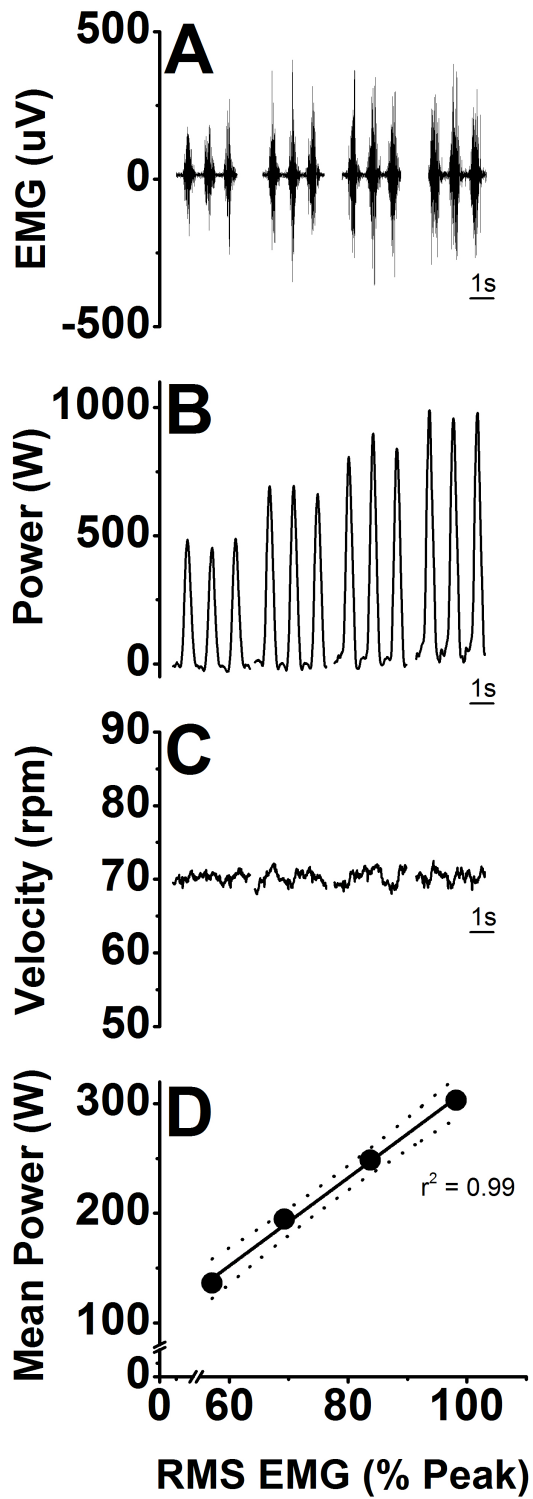 A
EMG (uV)
500
0
-500
1s
B
Power (W)
1000
500
0
1s
C
Velocity (rpm)
90
80
70
60
50
1s
D
Mean Power (W)
300
200
100
0
r² = 0.99
0 60 80 100
RMS EMG (% Peak)